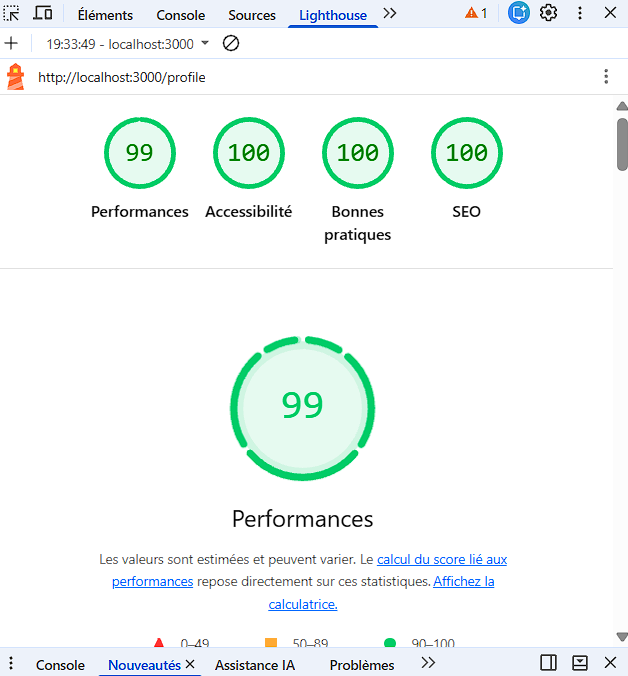 Éléments Console Sources Lighthouse 1
19:33:49 - localhost:3000
http://localhost:3000/profile
99 100 100 100
Performances Accessibilité Bonnes pratiques SEO
99
Performances
Les valeurs sont estimées et peuvent varier. Le calcul du score lié aux
performances repose directement sur ces statistiques. Affichez la
calculatrice.
0–49 50–89 90–100
Console Nouveautés Assistance IA Problèmes